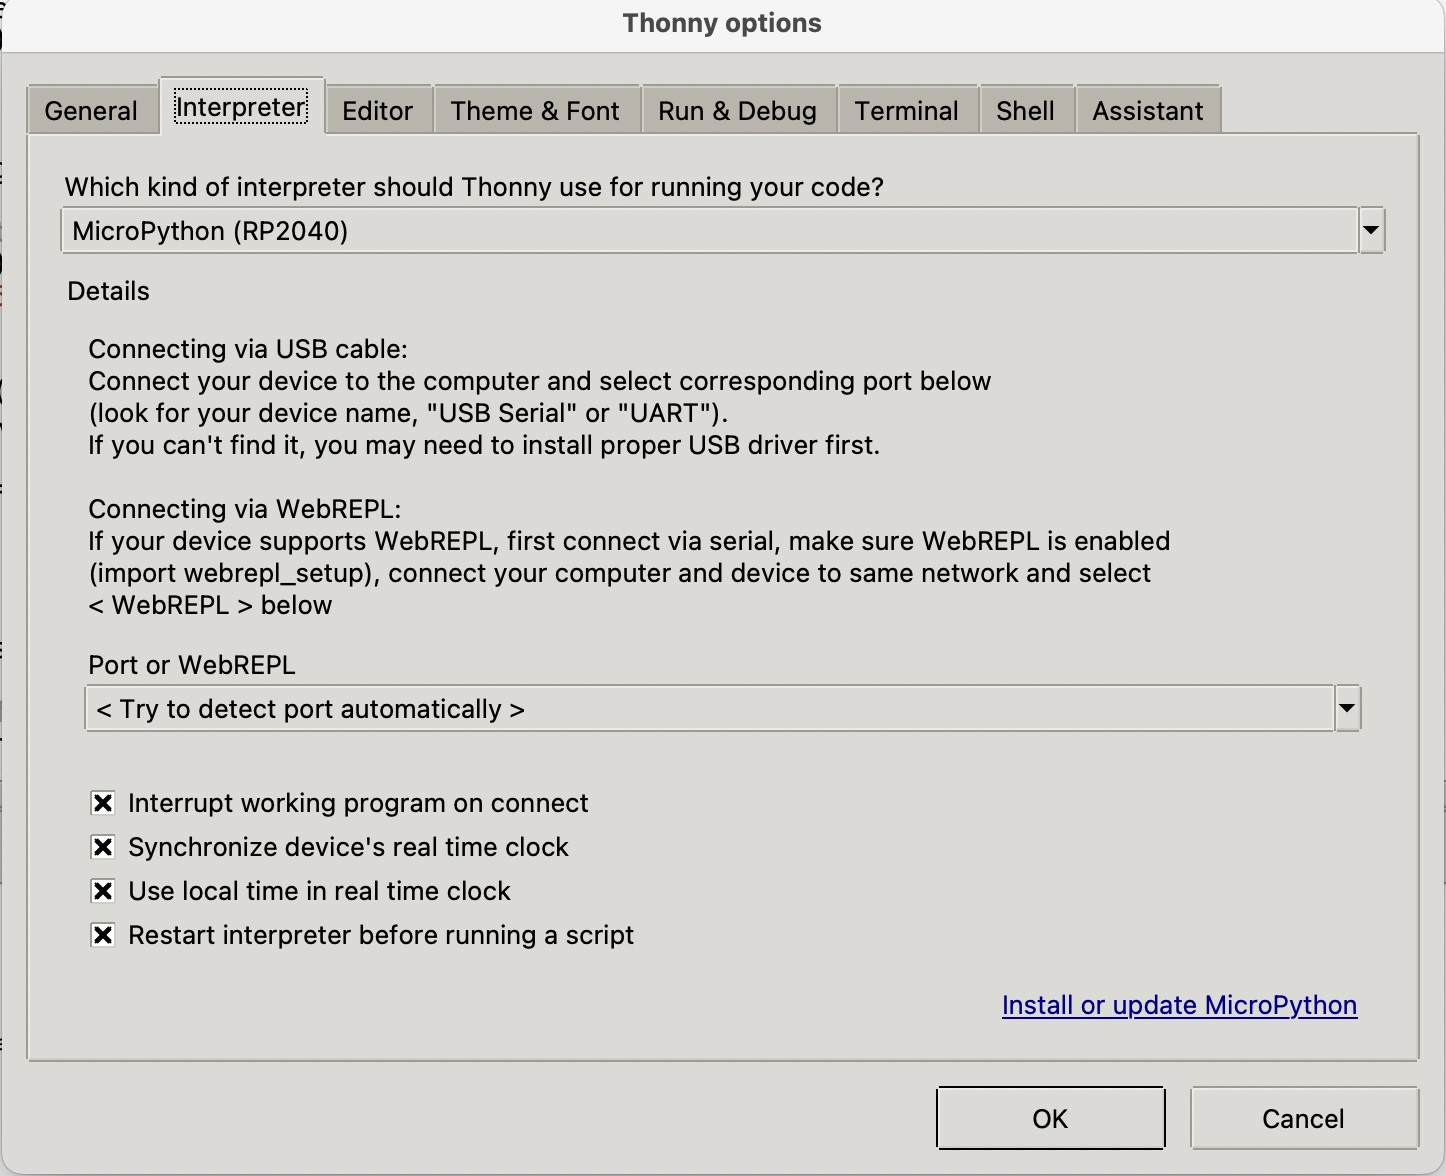 Thonny options
General
Interpreter
Editor
Theme & Font
Run & Debug
Terminal
Shell
Assistant
Which kind of interpreter should Thonny use for running your code?
MicroPython (RP2040)
Details
Connecting via USB cable:
Connect your device to the computer and select corresponding port below
(look for your device name, "USB Serial" or "UART").
If you can't find it, you may need to install proper USB driver first.
Connecting via WebREPL:
If your device supports WebREPL, first connect via serial, make sure WebREPL is enabled
(import webrepl_setup), connect your computer and device to same network and select
< WebREPL > below
Port or WebREPL
< Try to detect port automatically >
Interrupt working program on connect
Synchronize device's real time clock
Use local time in real time clock
Restart interpreter before running a script
Install or update MicroPython
OK
Cancel